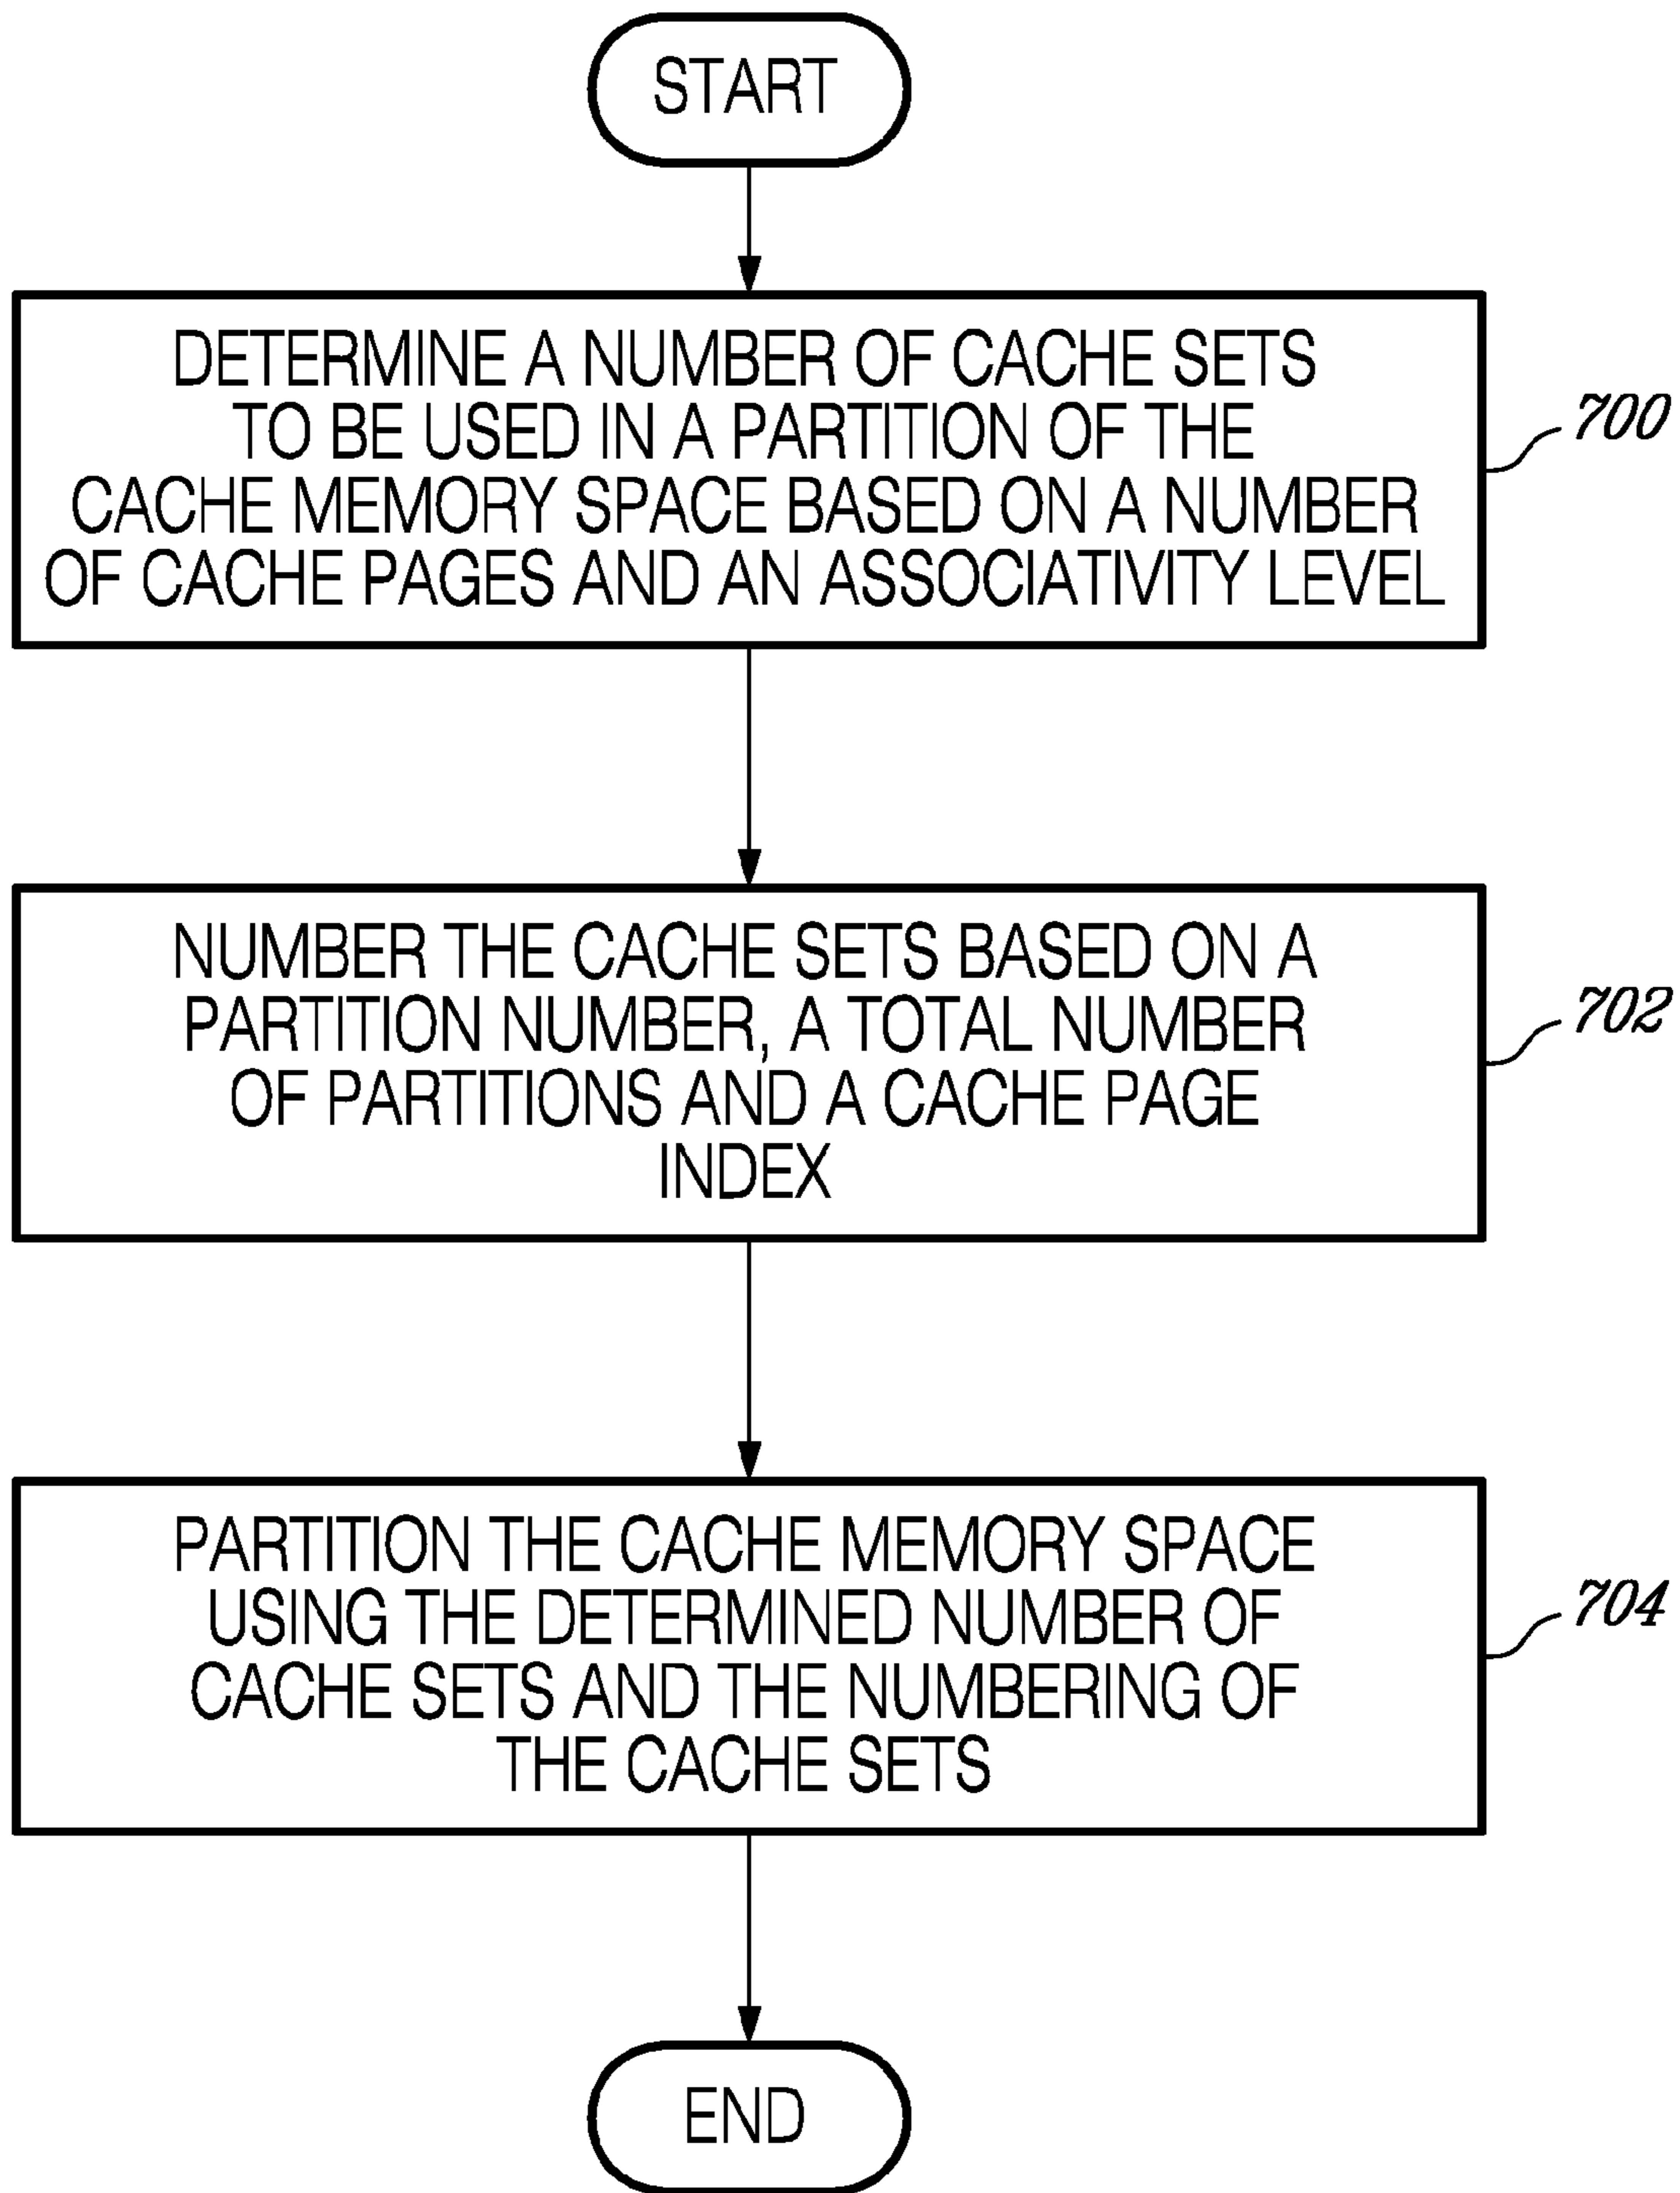 START
DETERMINE A NUMBER OF CACHE SETS
TO BE USED IN A PARTITION OF THE
CACHE MEMORY SPACE BASED ON A NUMBER
OF CACHE PAGES AND AN ASSOCIATIVITY LEVEL
700
NUMBER THE CACHE SETS BASED ON A
PARTITION NUMBER, A TOTAL NUMBER
OF PARTITIONS AND A CACHE PAGE
INDEX
702
PARTITION THE CACHE MEMORY SPACE
USING THE DETERMINED NUMBER OF
CACHE SETS AND THE NUMBERING OF
THE CACHE SETS
704
END